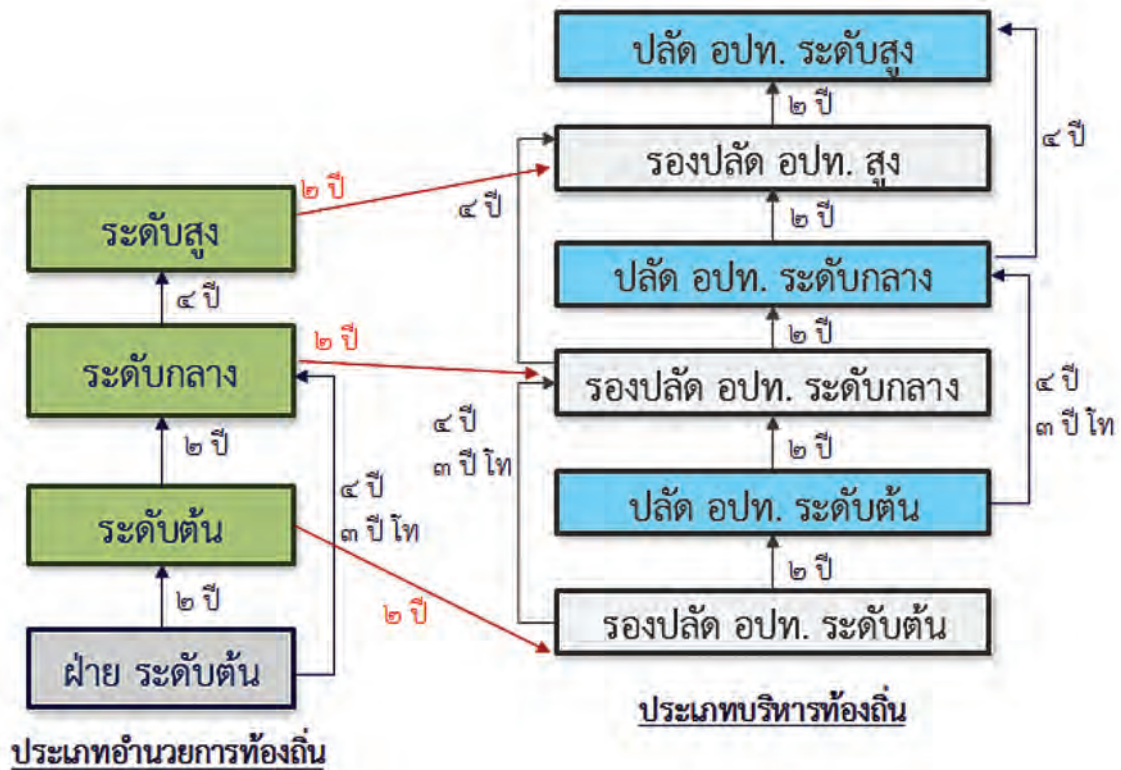 ปลัด อปท. ระดับสูง
๒ ปี
๔ ปี
รองปลัด อปท. สูง
๒ ปี
๔ ปี
ระดับสูง
๒ ปี
ปลัด อปท. ระดับกลาง
๔ ปี
๒ ปี
๒ ปี
ระดับกลาง
รองปลัด อปท. ระดับกลาง
๔ ปี
๓ ปี โท
๔ ปี
๓ ปี โท
๒ ปี
๒ ปี
๔ ปี
๓ ปี โท
ปลัด อปท. ระดับต้น
ระดับต้น
๒ ปี
๒ ปี
๒ ปี
รองปลัด อปท. ระดับต้น
ฝ่าย ระดับต้น
ประเภทบริหารท้องถิ่น
ประเภทอำนวยการท้องถิ่น